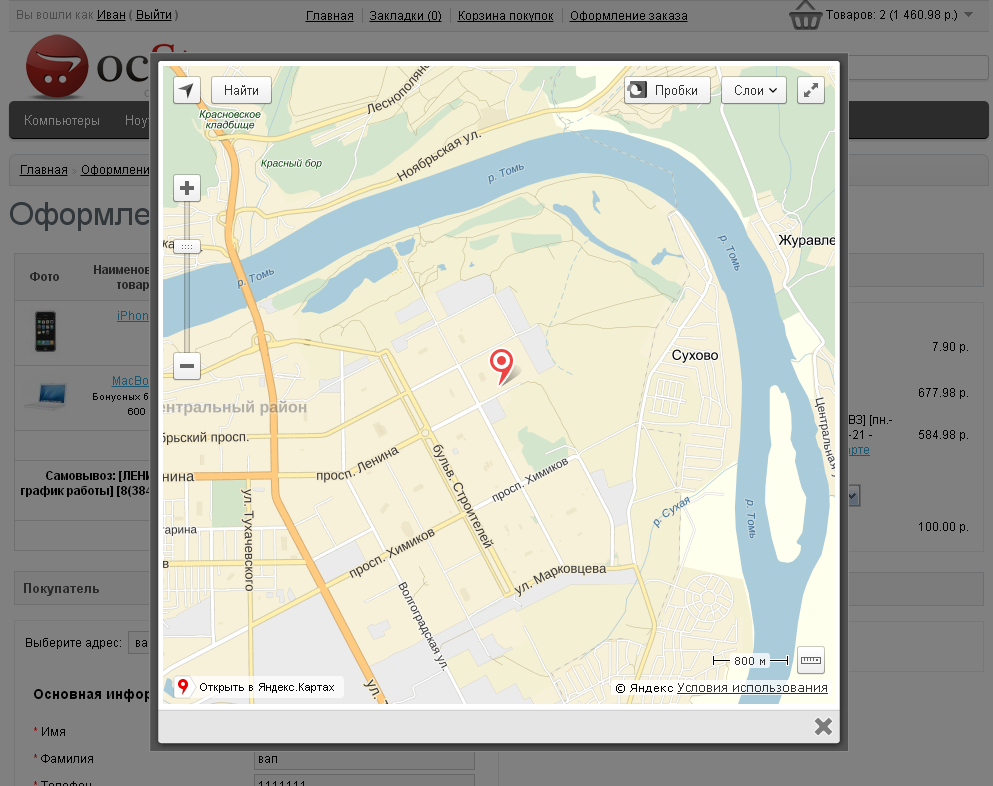 Вы вошли как Иван ( Выйти )
Главная
Закладки (0)
Корзина покупок
Оформление заказа
Товаров: 2 (1 460.98 р.)
Компьютеры
Главная » Оформлени
Оформле
Фото
Наименов
товар
iPhon
MacBo
Бонусных б
600
Самовывоз: [ЛЕНИ
график работы] [8(384
Покупатель
Выберите адрес: ва
Основная инфор
* Имя
* Фамилия
вап
* Телефон
1111111
7.90 р.
677.98 р.
ВЗ] [пн.-
-21 -
рте
584.98 р.
100.00 р.
Найти
Пробки
Слои
Красновское
кладбище
Леснополян
Красный бор
Ноябрьская ул.
р. Томь
р. Томь
р. Томь
р. Томь
Журавле
Сухово
ентральный район
брьский просп.
нина
просп. Ленина
бульв. Строителей
просп. Химиков
просп. Химиков
ул. Тухачевского
гарина
р. Сухая
Центральная
ул. Марковцева
Волгоградская ул.
ул.
800 м
Открыть в Яндекс.Картах
© Яндекс Условия использования